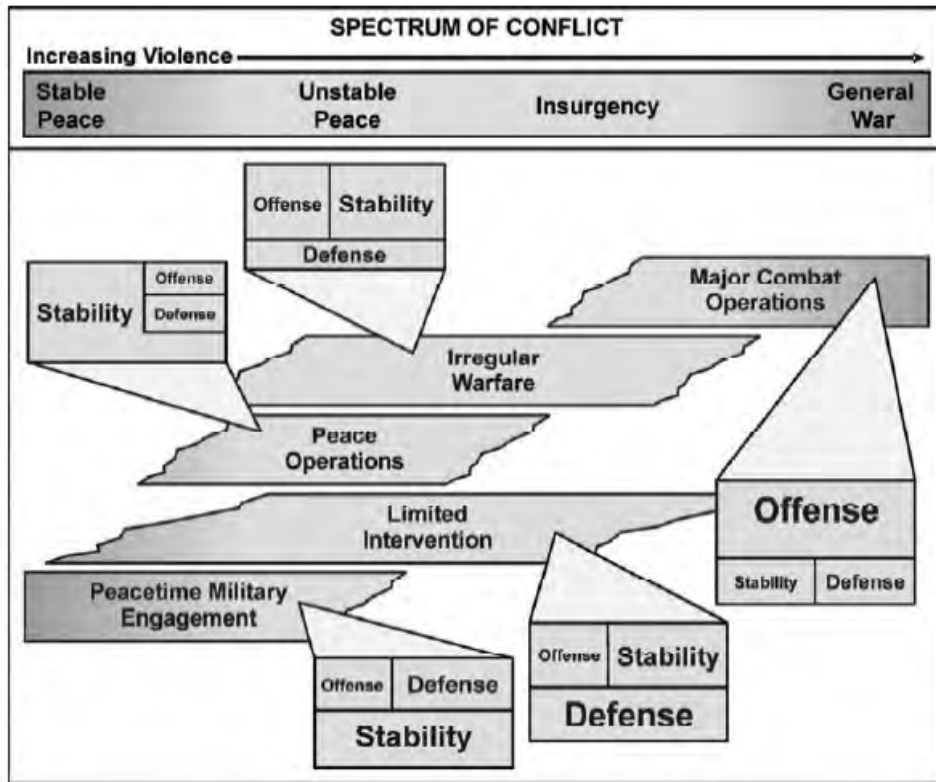 SPECTRUM OF CONFLICT
Increasing Violence
Stable
Peace
Unstable
Peace
Insurgency
General
War
Offense
Stability
Defense
Stability
Offense
Defense
Major Combat
Operations
Irregular
Warfare
Peace
Operations
Limited
Intervention
Offense
Stability
Defense
Peacetime Military
Engagement
Offense
Stability
Defense
Offense
Defense
Stability